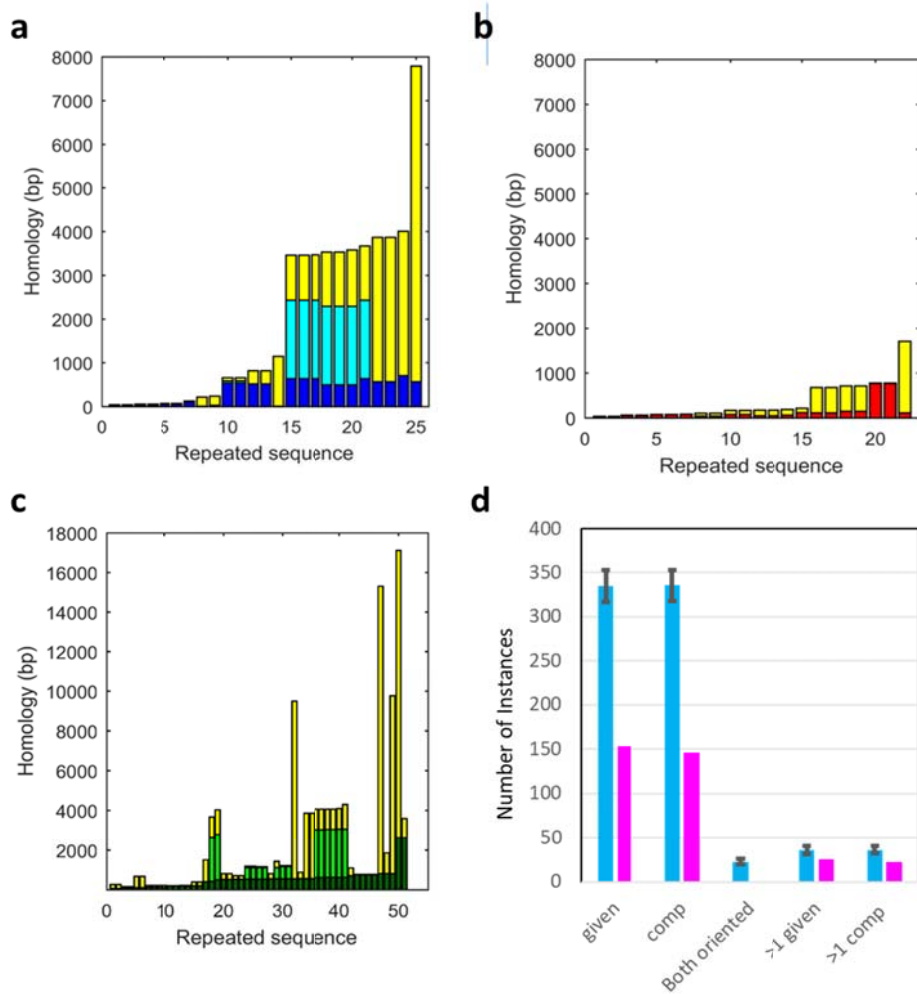 a
8000
7000
6000
5000
4000
3000
2000
1000
0
0 5 10 15 20 25
Homology (bp)
Repeated sequence
b
8000
7000
6000
5000
4000
3000
2000
1000
0
0 5 10 15 20
Homology (bp)
Repeated sequence
c
18000
16000
14000
12000
10000
8000
6000
4000
2000
0 10 20 30 40 50
Homology (bp)
Repeated sequence
d
400
350
300
250
200
150
100
50
0
Number of Instances
given
comp
Both oriented
>1 given
>1 comp